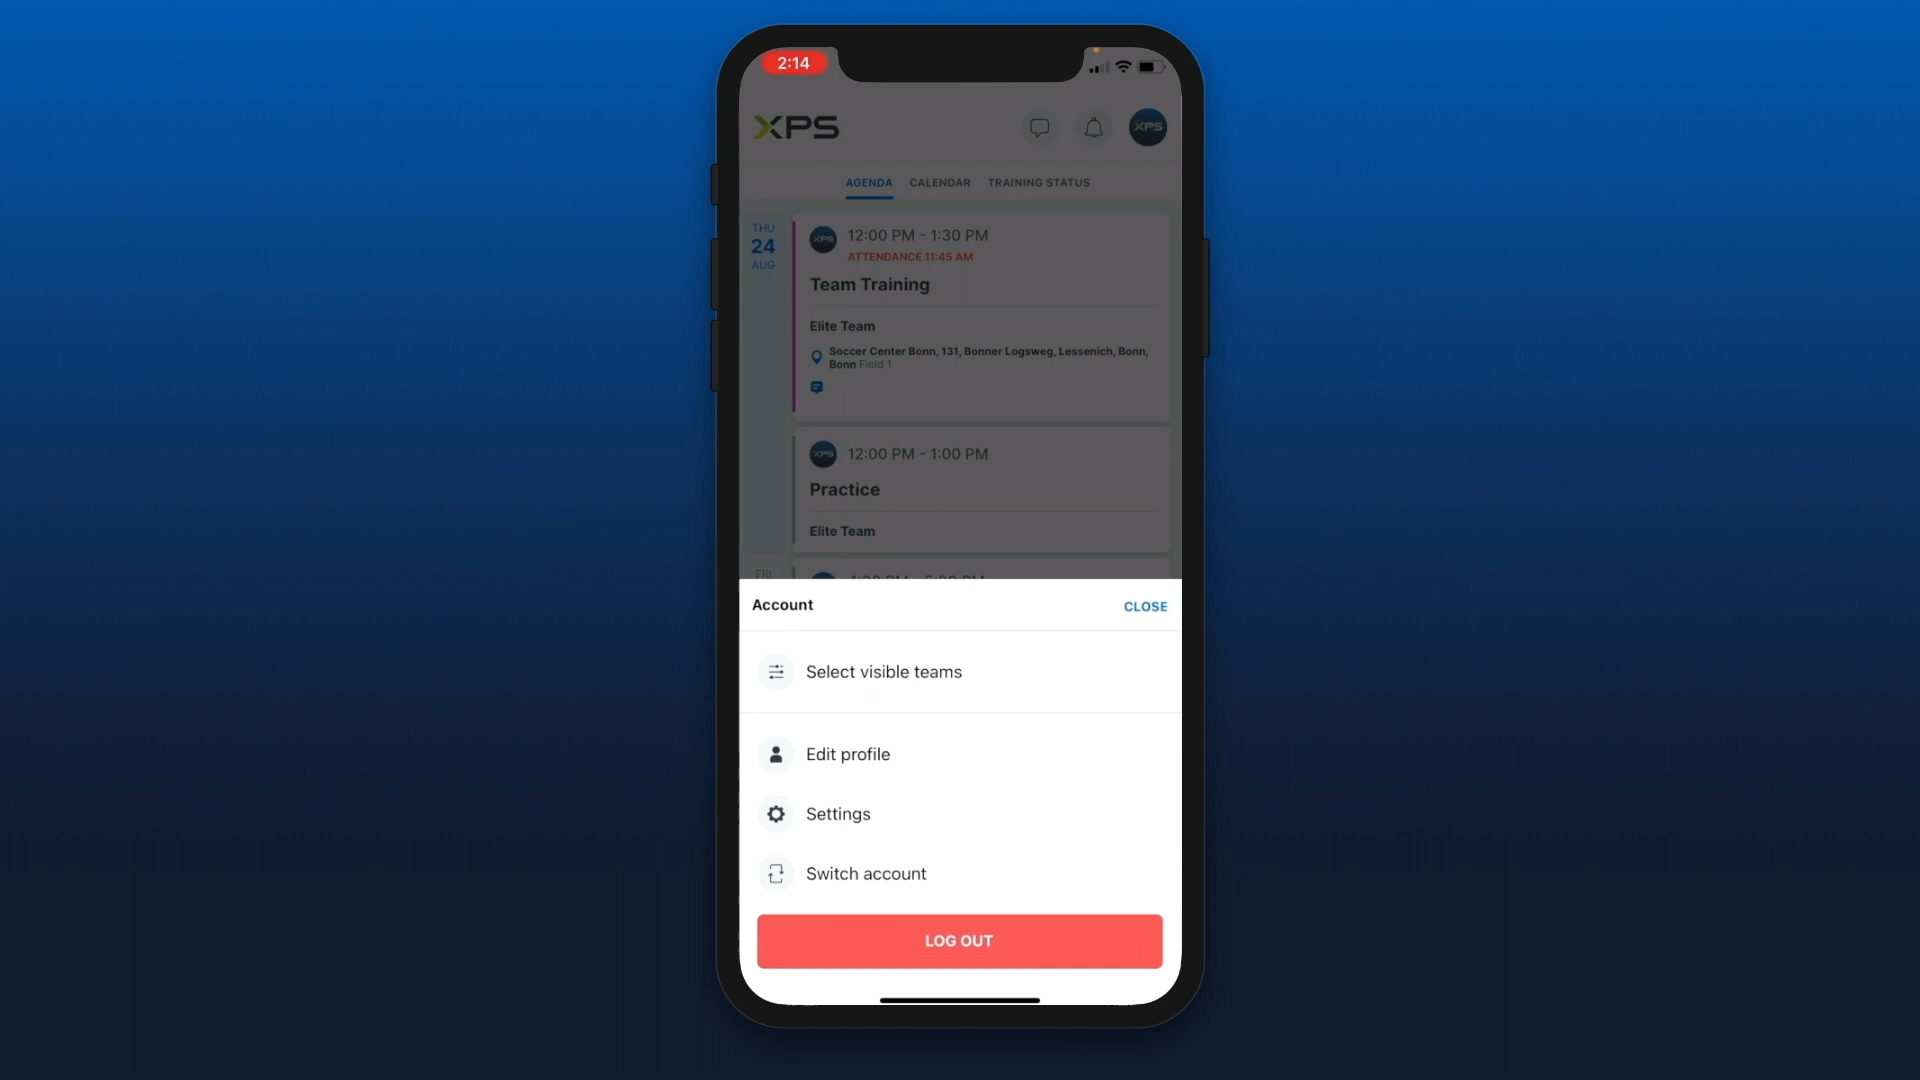 2:14
XPS
XPS
AGENDA CALENDAR TRAINING STATUS
THU
24
AUG
XPS
12:00 PM - 1:30 PM
ATTENDANCE 11:45 AM
Team Training
Elite Team
Soccer Center Bonn, 131, Bonner Logsweg, Lessenich, Bonn,
Bonn Field 1
XPS
12:00 PM - 1:00 PM
Practice
Elite Team
FRI
Account
CLOSE
Select visible teams
Edit profile
Settings
Switch account
LOG OUT